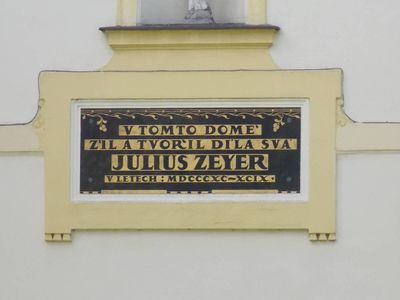 V TOMTO DOMĚ
ŽIL A TVOŘIL DÍLA SVÁ
JULIUS ZEYER
V LETECH : MDCCCXC~XCIX.